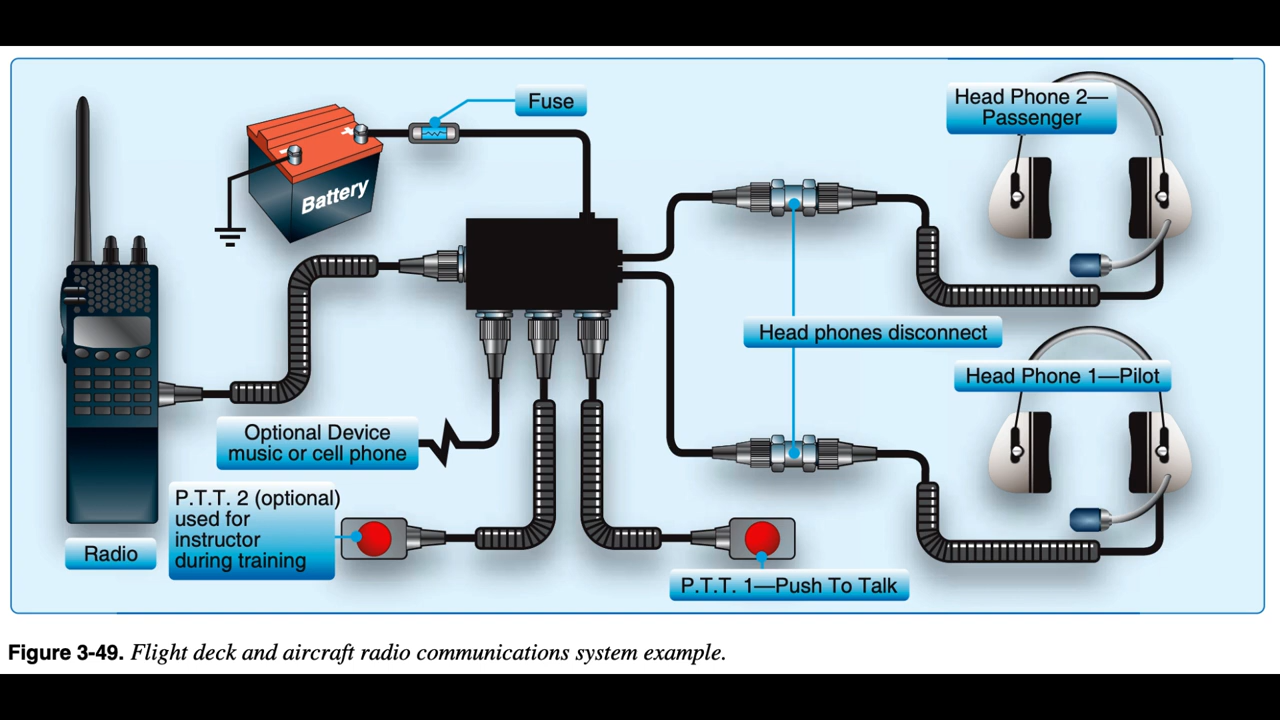 Fuse
Head Phone 2—
Passenger
Battery
Head phones disconnect
Head Phone 1—Pilot
Optional Device
music or cell phone
P.T.T. 2 (optional)
used for
instructor
during training
Radio
P.T.T. 1—Push To Talk
Figure 3-49. Flight deck and aircraft radio communications system example.